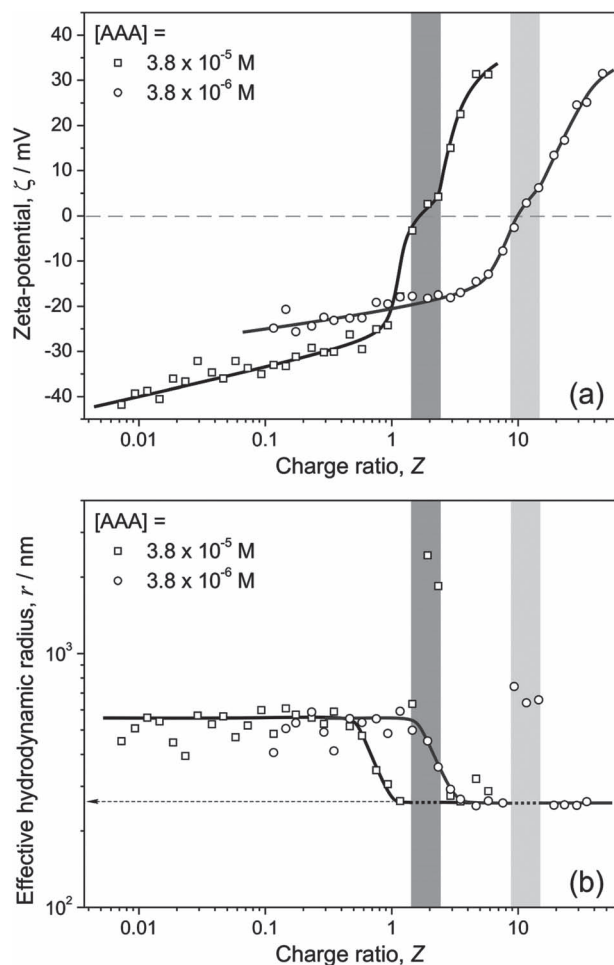 45
40
30
20
10
0
-10
-20
-30
-40
Zeta-potential, ζ / mV
[AAA] =
3.8 x 10⁻⁵ M
3.8 x 10⁻⁶ M
(a)
0.01 0.1 1 10
Charge ratio, Z
[AAA] =
3.8 x 10⁻⁵ M
3.8 x 10⁻⁶ M
Effective hydrodynamic radius, r / nm
10³
10²
(b)
0.01 0.1 1 10
Charge ratio, Z